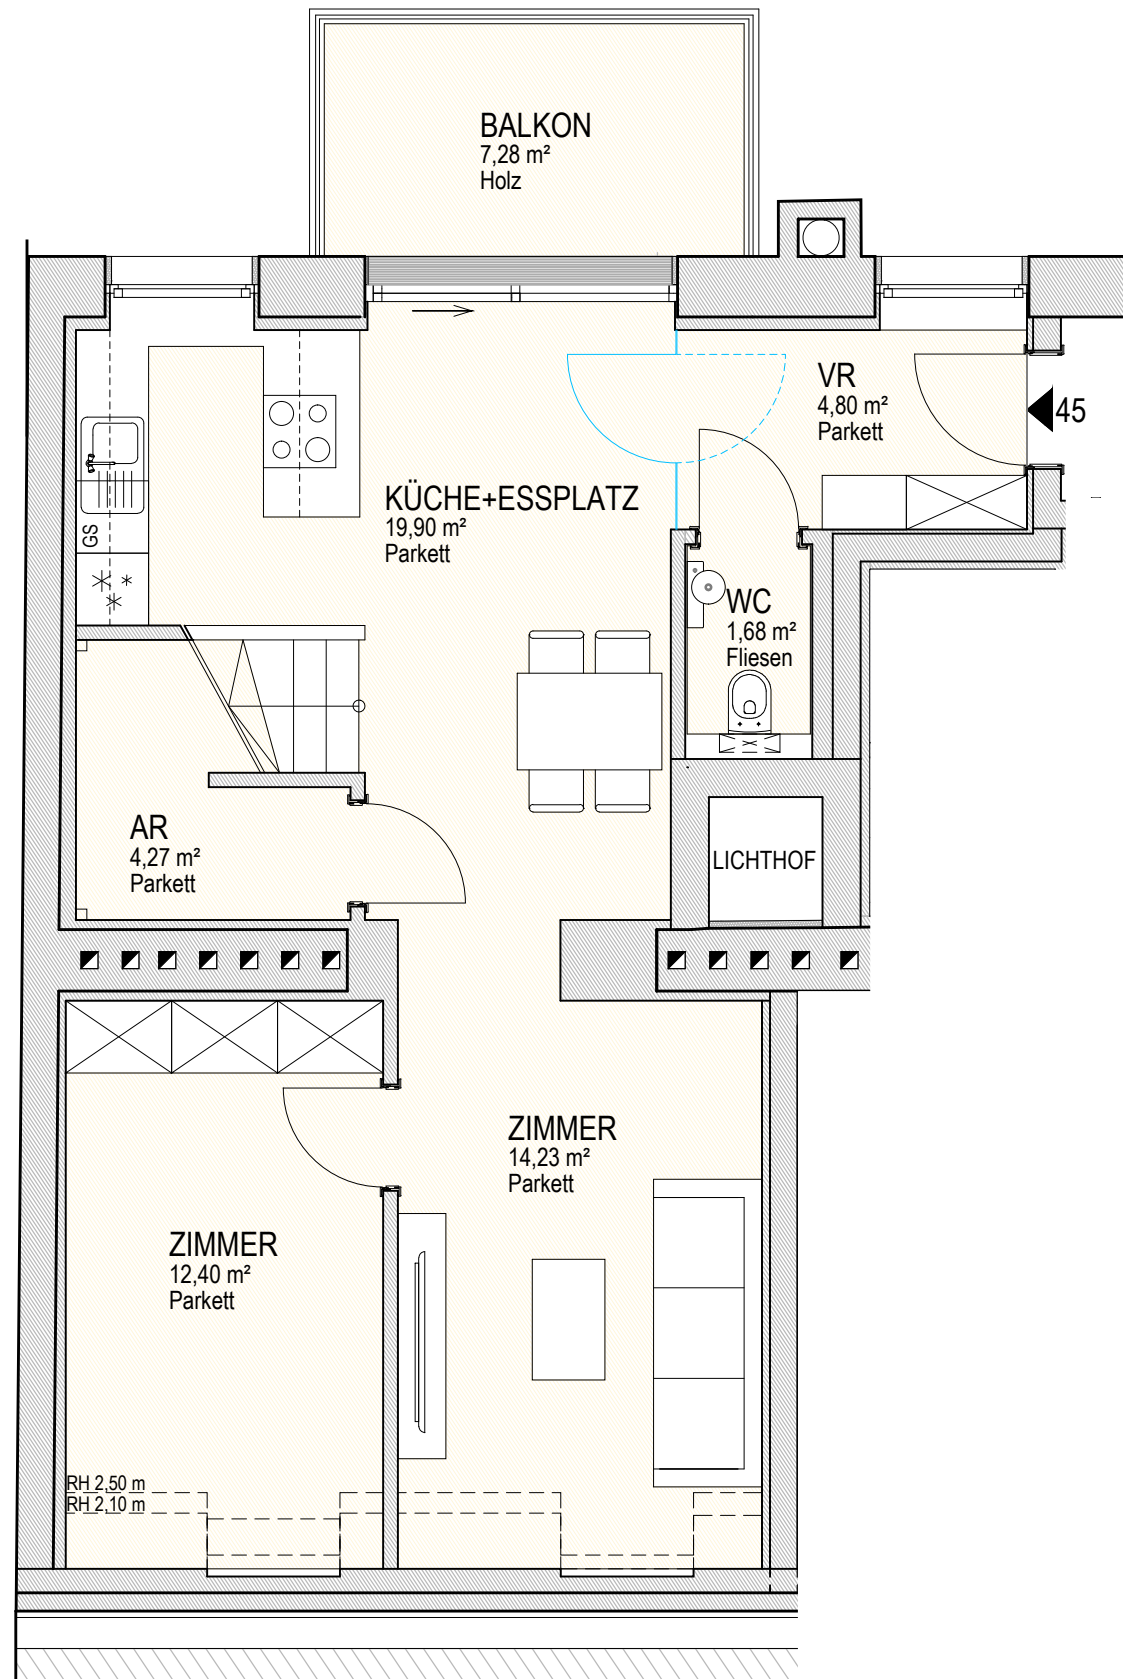 BALKON
7,28 m²
Holz
VR
4,80 m²
Parkett
45
KÜCHE+ESSPLATZ
19,90 m²
Parkett
GS
WC
1,68 m²
Fliesen
AR
4,27 m²
Parkett
LICHTHOF
ZIMMER
14,23 m²
Parkett
ZIMMER
12,40 m²
Parkett
RH 2,50 m
RH 2,10 m